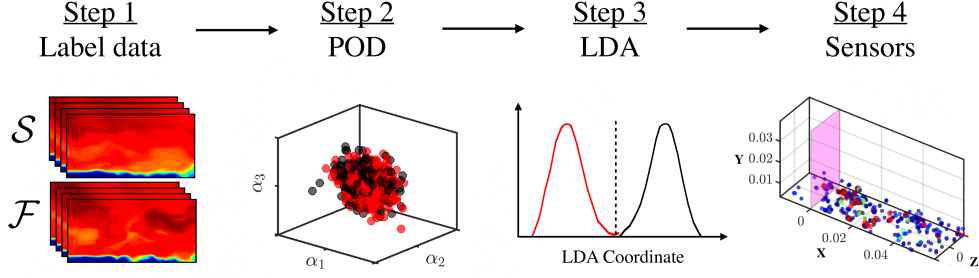 Step 1 Step 2 Step 3 Step 4
Label data POD LDA Sensors
S
F
α3
α1 α2
LDA Coordinate
0.03
Y 0.02
0.01
0
0.02
X 0.04
0 Z